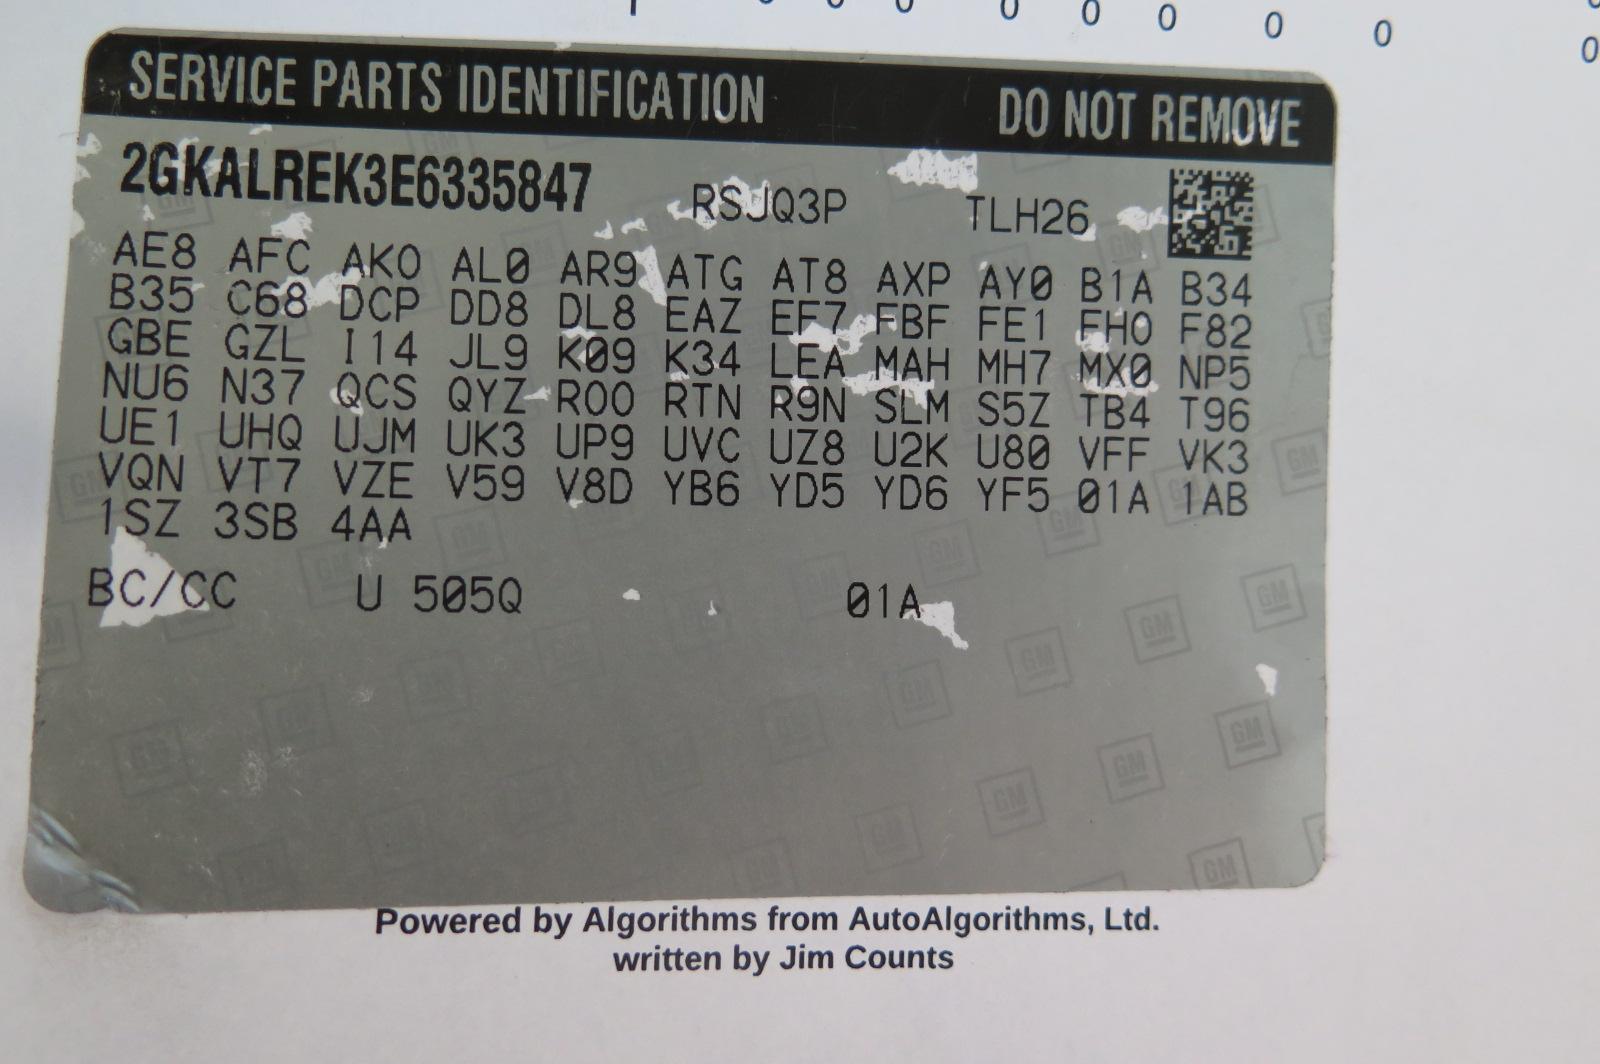 SERVICE PARTS IDENTIFICATION DO NOT REMOVE
2GKALREK3E6335847 RSJQ3P TLH26
AE8 AFC AK0 AL0 AR9 ATG AT8 AXP AY0 B1A B34
B35 C68 DCP DD8 DL8 EAZ EF7 FBF FE1 FHO F82
GBE GZL I14 JL9 K09 K34 LEA MAH MH7 MX0 NP5
NU6 N37 QCS QYZ ROO RTN R9N SLM S5Z TB4 T96
UE1 UHQ UJM UK3 UP9 UVC UZ8 U2K U80 VFF VK3
VQN VT7 VZE V59 V8D YB6 YD5 YD6 YF5 01A 1AB
1SZ 3SB 4AA
BC/CC U 505Q 01A
GM
Powered by Algorithms from AutoAlgorithms, Ltd.
written by Jim Counts